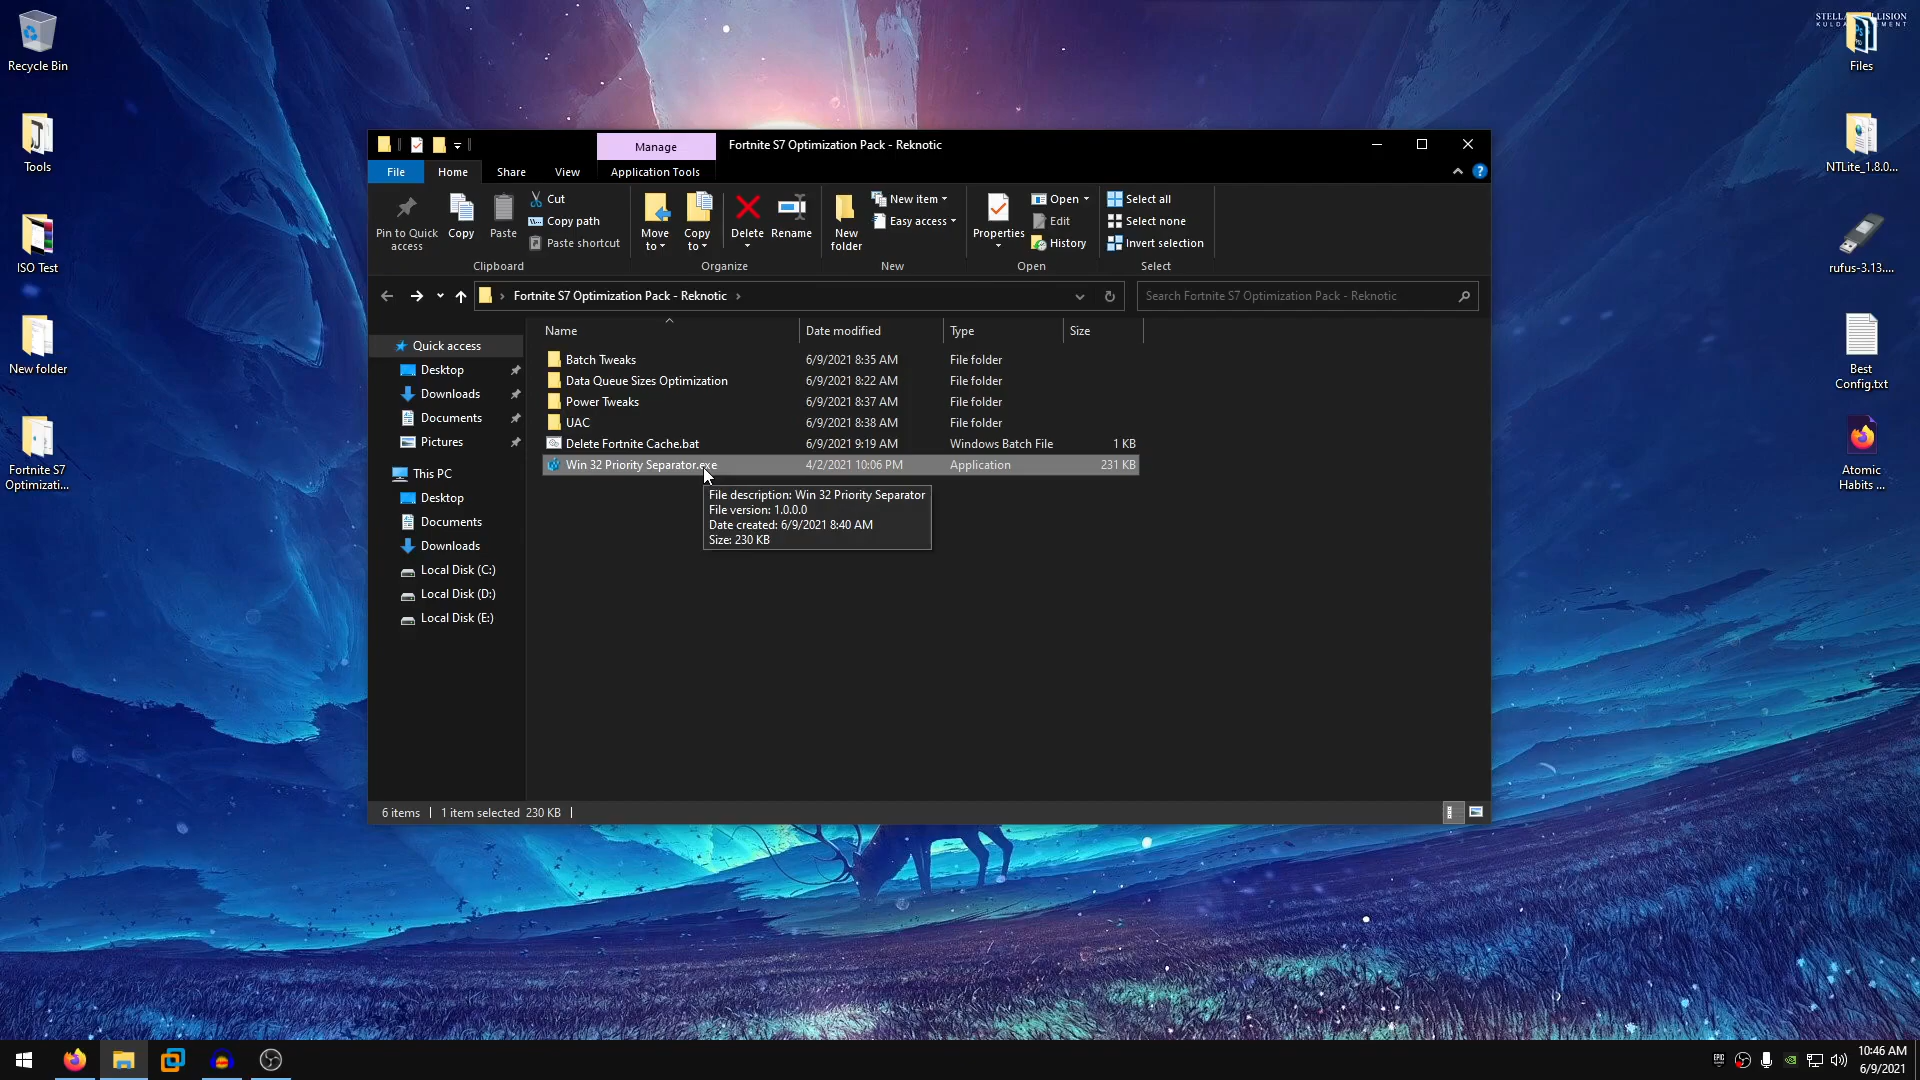 Recycle Bin
Tools
ISO Test
New folder
Fortnite S7
Optimizati...
Files
NTLite_1.8.0...
rufus-3.13....
Best
Config.txt
Atomic
Habits ...
Manage
Fortnite S7 Optimization Pack - Reknotic
File
Home
Share
View
Application Tools
Pin to Quick
access
Copy
Paste
Cut
Copy path
Paste shortcut
Clipboard
Move
to
Copy
to
Delete
Rename
Organize
New
folder
New item
Easy access
New
Properties
Open
Edit
History
Open
Select all
Select none
Invert selection
Select
Fortnite S7 Optimization Pack - Reknotic
Search Fortnite S7 Optimization Pack - Reknotic
Quick access
Desktop
Downloads
Documents
Pictures
This PC
Desktop
Documents
Downloads
Local Disk (C:)
Local Disk (D:)
Local Disk (E:)
Name Date modified Type Size
Batch Tweaks 6/9/2021 8:35 AM File folder
Data Queue Sizes Optimization 6/9/2021 8:22 AM File folder
Power Tweaks 6/9/2021 8:37 AM File folder
UAC 6/9/2021 8:38 AM File folder
Delete Fortnite Cache.bat 6/9/2021 9:19 AM Windows Batch File 1 KB
Win 32 Priority Separator.exe 4/2/2021 10:06 PM Application 231 KB
File description: Win 32 Priority Separator
File version: 1.0.0.0
Date created: 6/9/2021 8:40 AM
Size: 230 KB
6 items 1 item selected 230 KB
EPIC
10:46 AM
6/9/2021